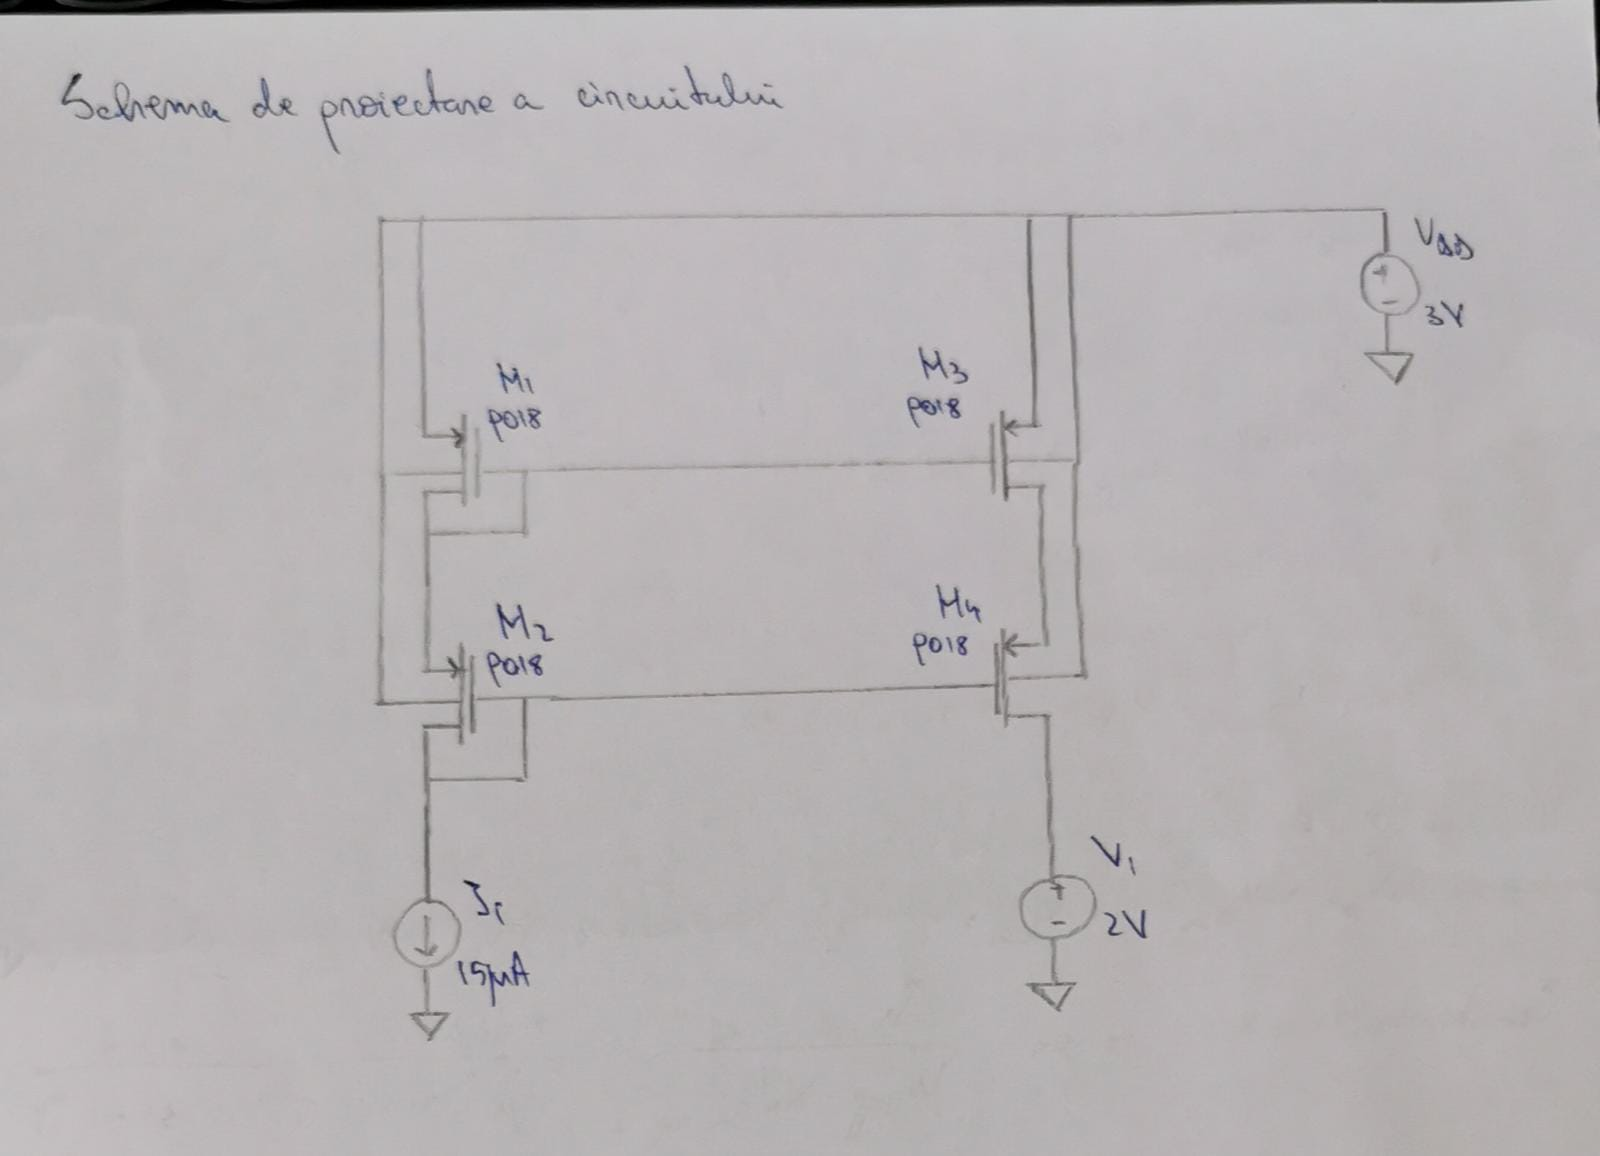 Schema de proiectare a circuitului
VDD
3V
M1
p018
M3
p018
M2
p018
M4
p018
I1
15µA
V1
2V